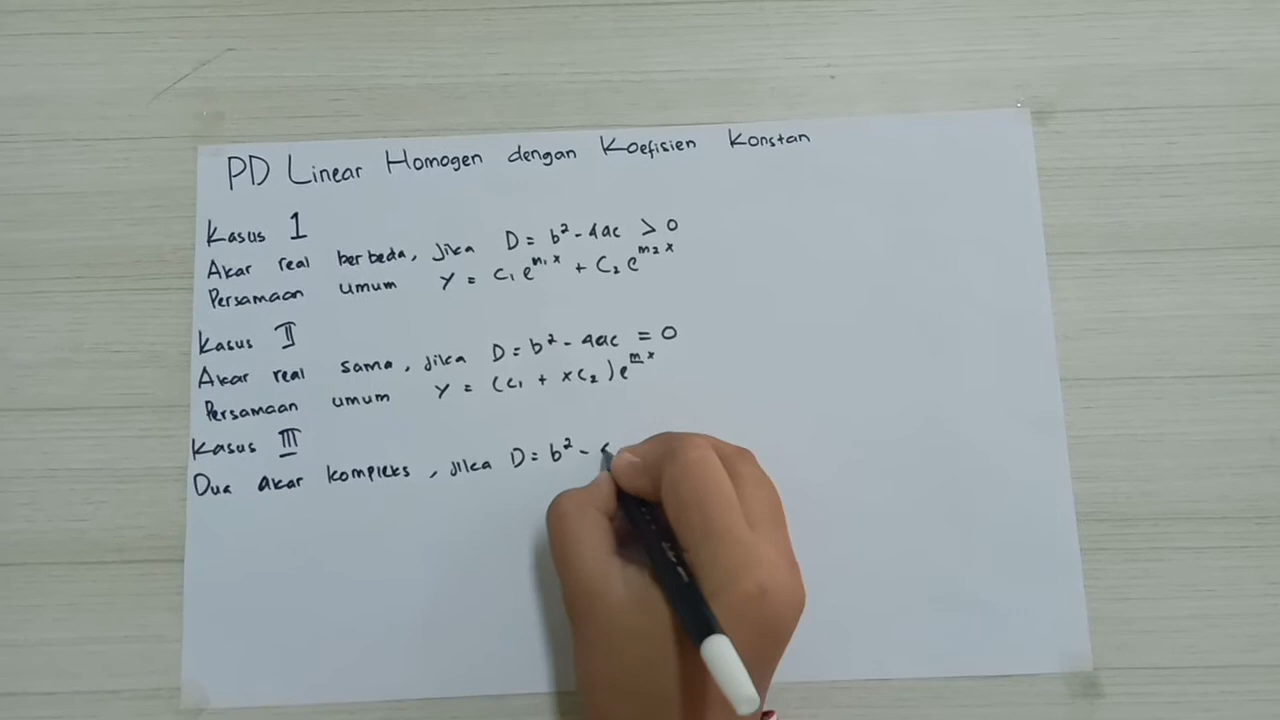 PD Linear Homogen dengan Koefisien Konstan
Kasus I
Akar real berbeda, jika D = b² - 4ac > 0
Persamaan umum y = c₁e^m₁x + C₂e^m₂x
Kasus II
Akar real sama, jika D = b² - 4ac = 0
Persamaan umum y = (c₁ + xc₂)e^mx
Kasus III
Dua akar kompleks, jika D = b² -